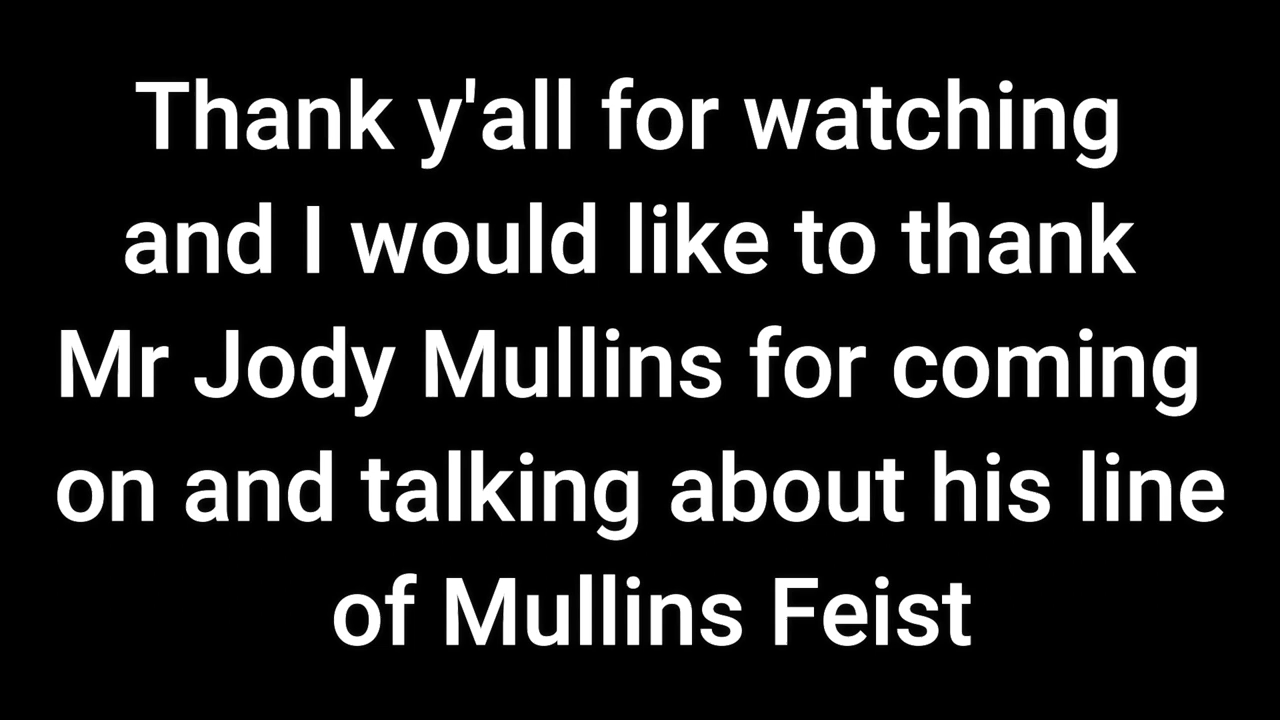 Thank y'all for watching
and I would like to thank
Mr Jody Mullins for coming
on and talking about his line
of Mullins Feist